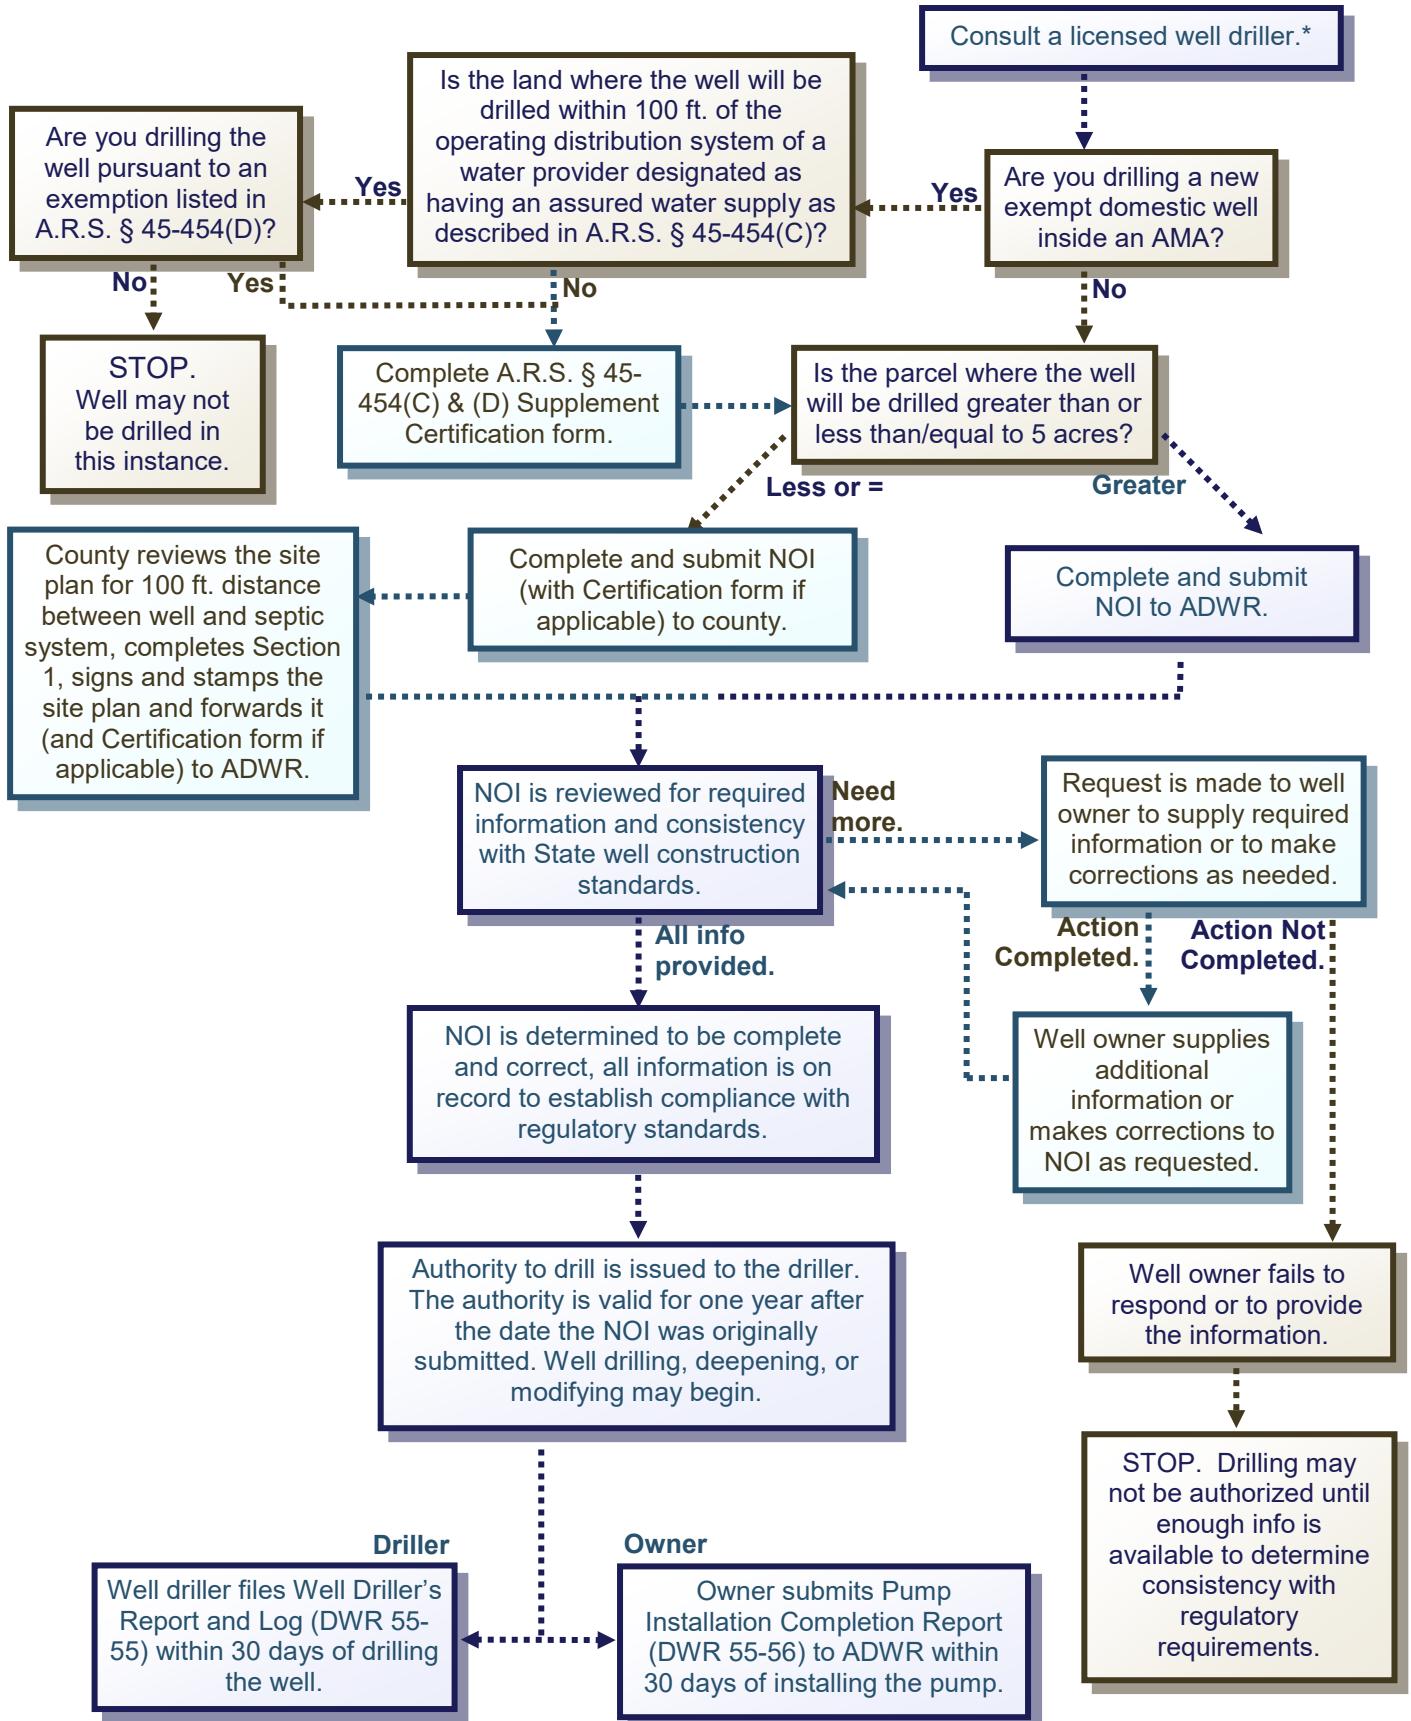 Consult a licensed well driller.*
Are you drilling a new
exempt domestic well
inside an AMA?
Yes
No
Is the land where the well will be
drilled within 100 ft. of the
operating distribution system of a
water provider designated as
having an assured water supply as
described in A.R.S. § 45-454(C)?
Yes
No
Are you drilling the
well pursuant to an
exemption listed in
A.R.S. § 45-454(D)?
No
Yes
STOP.
Well may not
be drilled in
this instance.
Complete A.R.S. § 45-
454(C) & (D) Supplement
Certification form.
Is the parcel where the well
will be drilled greater than or
less than/equal to 5 acres?
Less or =
Greater
Complete and submit NOI
(with Certification form if
applicable) to county.
Complete and submit
NOI to ADWR.
County reviews the site
plan for 100 ft. distance
between well and septic
system, completes Section
1, signs and stamps the
site plan and forwards it
(and Certification form if
applicable) to ADWR.
NOI is reviewed for required
information and consistency
with State well construction
standards.
Need
more.
Request is made to well
owner to supply required
information or to make
corrections as needed.
All info
provided.
Action
Completed.
Action Not
Completed.
NOI is determined to be complete
and correct, all information is on
record to establish compliance with
regulatory standards.
Well owner supplies
additional
information or
makes corrections to
NOI as requested.
Authority to drill is issued to the driller.
The authority is valid for one year after
the date the NOI was originally
submitted. Well drilling, deepening, or
modifying may begin.
Well owner fails to
respond or to provide
the information.
STOP.  Drilling may
not be authorized until
enough info is
available to determine
consistency with
regulatory
requirements.
Driller
Owner
Well driller files Well Driller’s
Report and Log (DWR 55-
55) within 30 days of drilling
the well.
Owner submits Pump
Installation Completion Report
(DWR 55-56) to ADWR within
30 days of installing the pump.